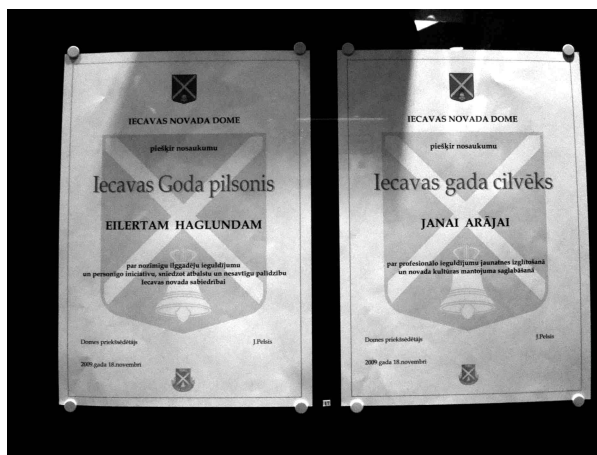 IECAVAS NOVADA DOME
piešķir nosaukumu
Iecavas Goda pilsonis
EILERTAM HAGLUNDAM
par nozīmīgu ilggadēju ieguldījumu
un personīgo iniciatīvu, sniedzot atbalstu un nesavtīgu palīdzību
Iecavas novada sabiedrībai
Domes priekšsēdētājs J.Pelsis
2009.gada 18.novembrī
IECAVAS NOVADA DOME
piešķir nosaukumu
Iecavas gada cilvēks
JANAI ARĀJAI
par profesionālo ieguldījumu jaunatnes izglītošanā
un novada kultūras mantojuma saglabāšanā
Domes priekšsēdētājs J.Pelsis
2009.gada 18.novembrī